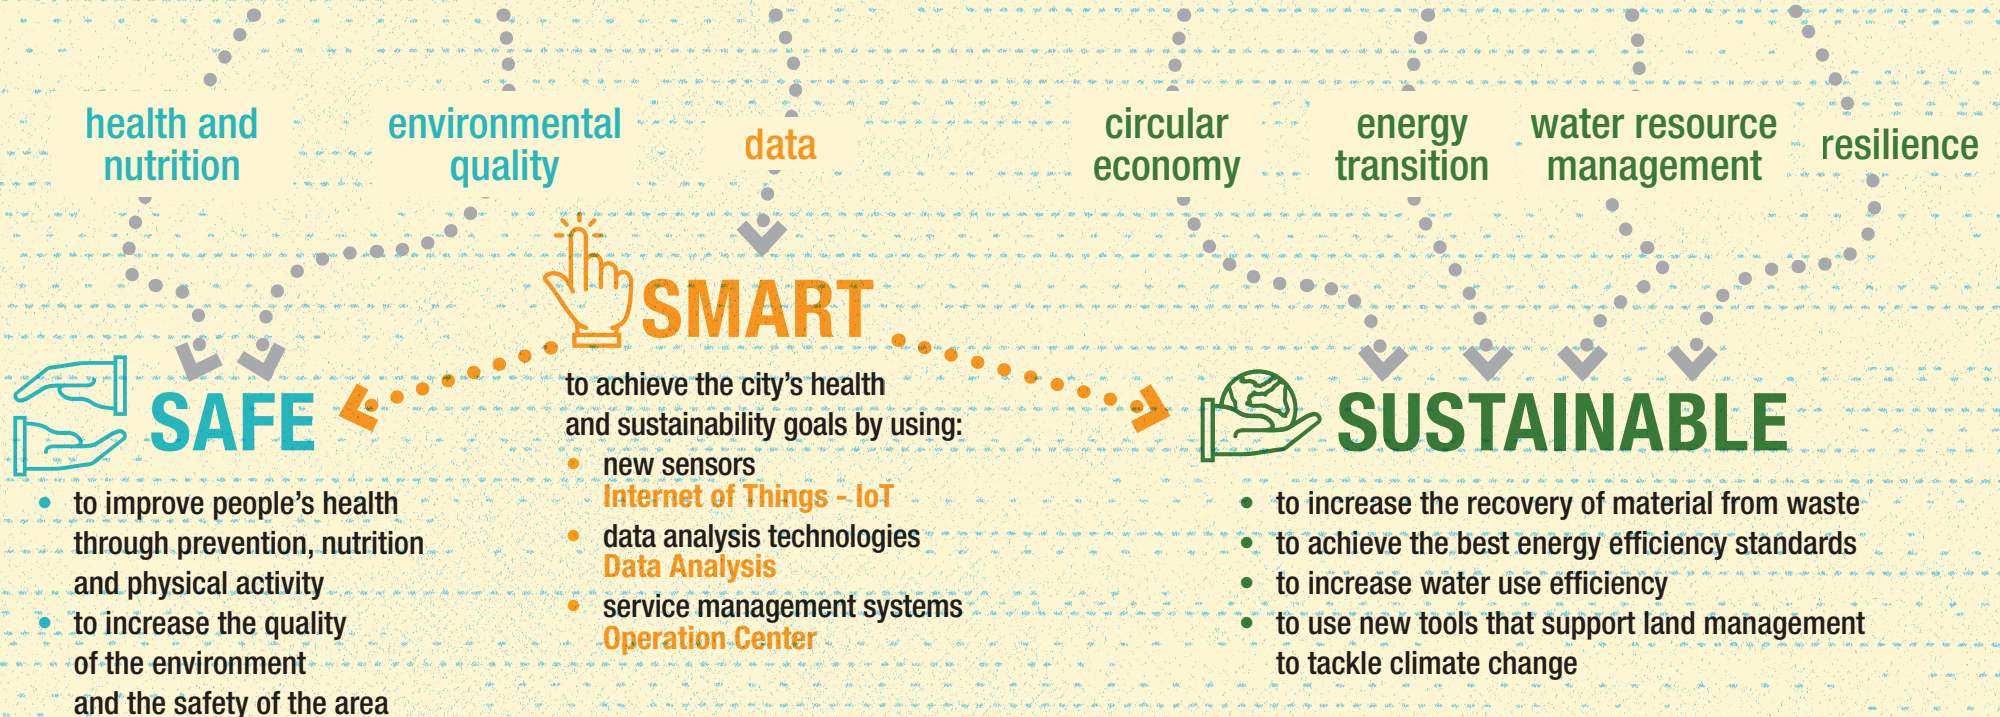 health and
nutrition
environmental
quality
data
circular
economy
energy
transition
water resource
management
resilience
SAFE
to improve people's health
through prevention, nutrition
and physical activity
to increase the quality
of the environment
and the safety of the area
SMART
to achieve the city's health
and sustainability goals by using:
new sensors
Internet of Things - IoT
data analysis technologies
Data Analysis
service management systems
Operation Center
SUSTAINABLE
to increase the recovery of material from waste
to achieve the best energy efficiency standards
to increase water use efficiency
to use new tools that support land management
to tackle climate change